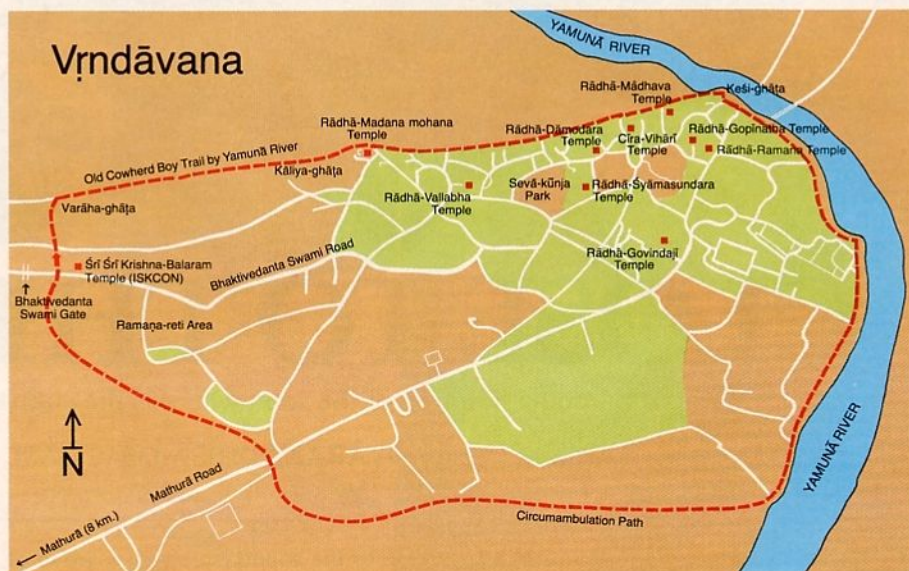 Vṛndāvana
YAMUNĀ RIVER
Rādhā-Mādhava
Temple
Keśi-ghāṭa
Rādhā-Madana mohana
Temple
Rādhā-Dāmodara
Temple
Cīra-Vihārī
Temple
Rādhā-Gopīnatha Temple
Rādhā-Ramaṇa Temple
Old Cowherd Boy Trail by Yamunā River
Kāliya-ghāṭa
Rādhā-Vallabha
Temple
Sevā-kūnja
Park
Rādhā-Śyāmasundara
Temple
Varāha-ghāṭa
Rādhā-Govindajī
Temple
Śrī Śrī Krishna-Balaram
Temple (ISKCON)
Bhaktivedanta Swami Road
Bhaktivedanta
Swami Gate
Ramaṇa-reti Area
N
Mathurā Road
Mathurā (8 km.)
Circumambulation Path
YAMUNĀ RIVER